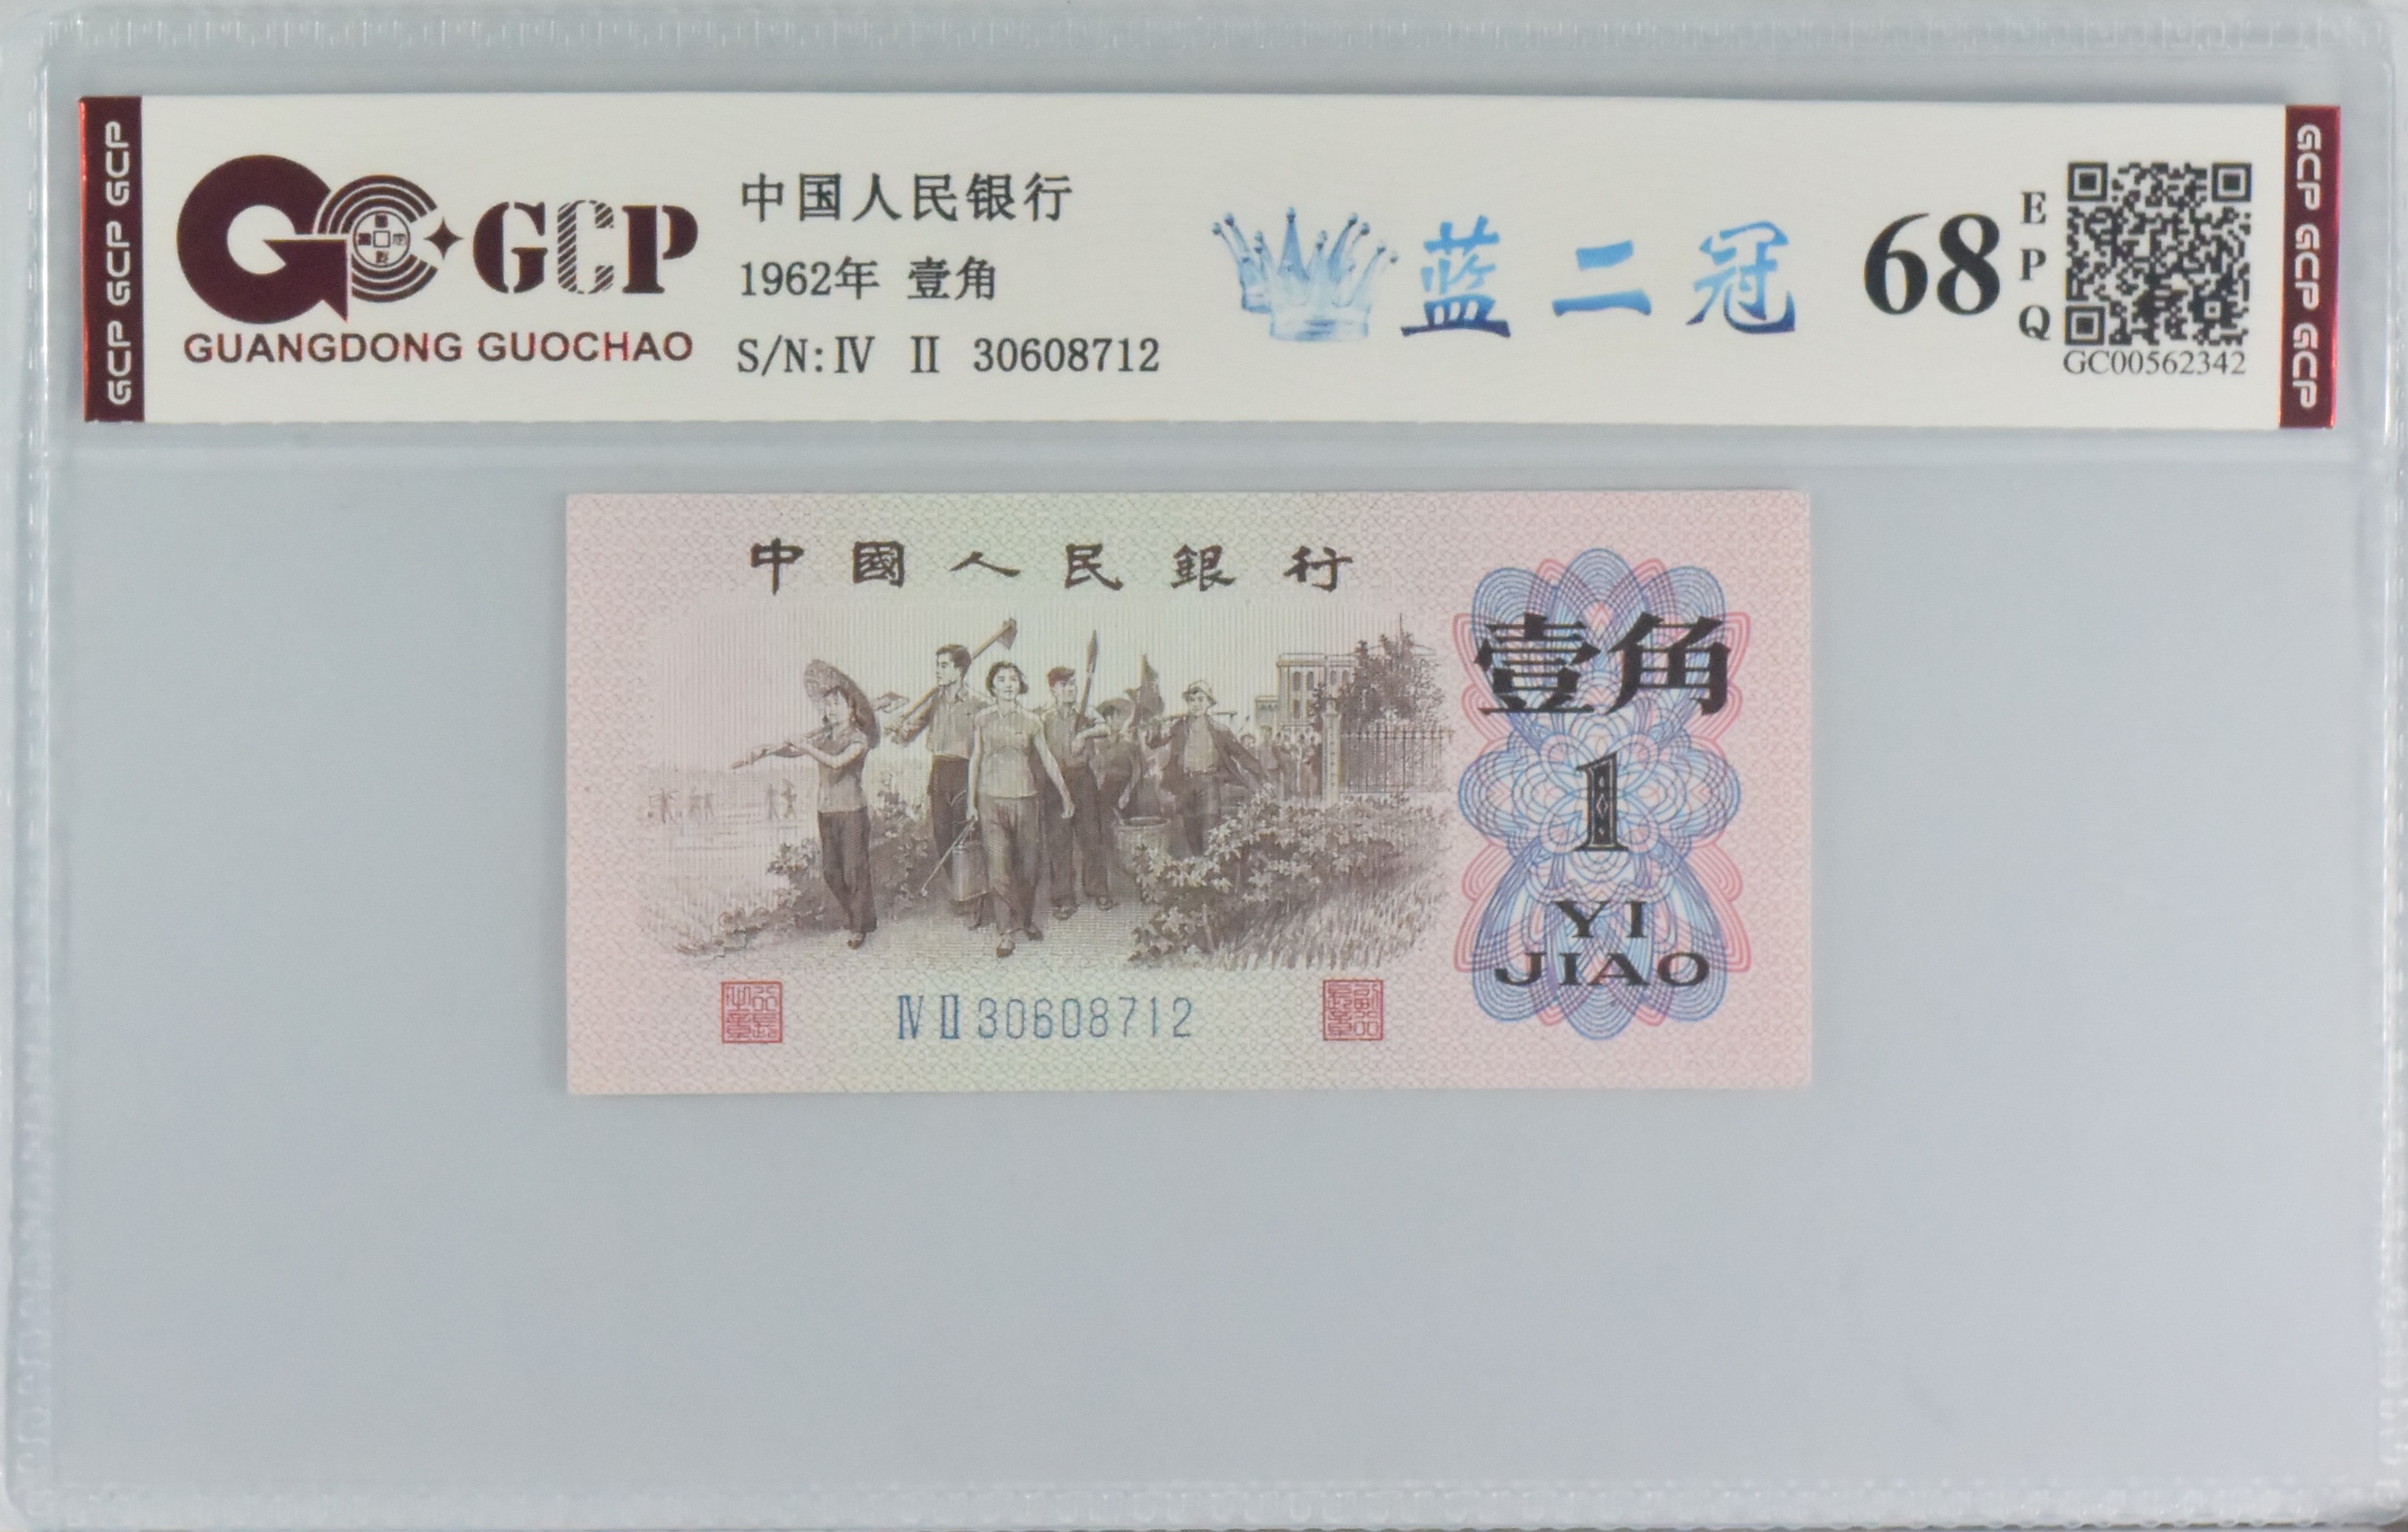 GCP GCP GCP
GCP
GUANGDONG GUOCHAO
中国人民银行
1962年 壹角
S/N:Ⅳ Ⅱ 30608712
蓝二冠
68
EPQ
GC00562342
GCP GCP GCP
中國人民銀行
壹角
1
YI
JIAO
Ⅳ Ⅱ 30608712